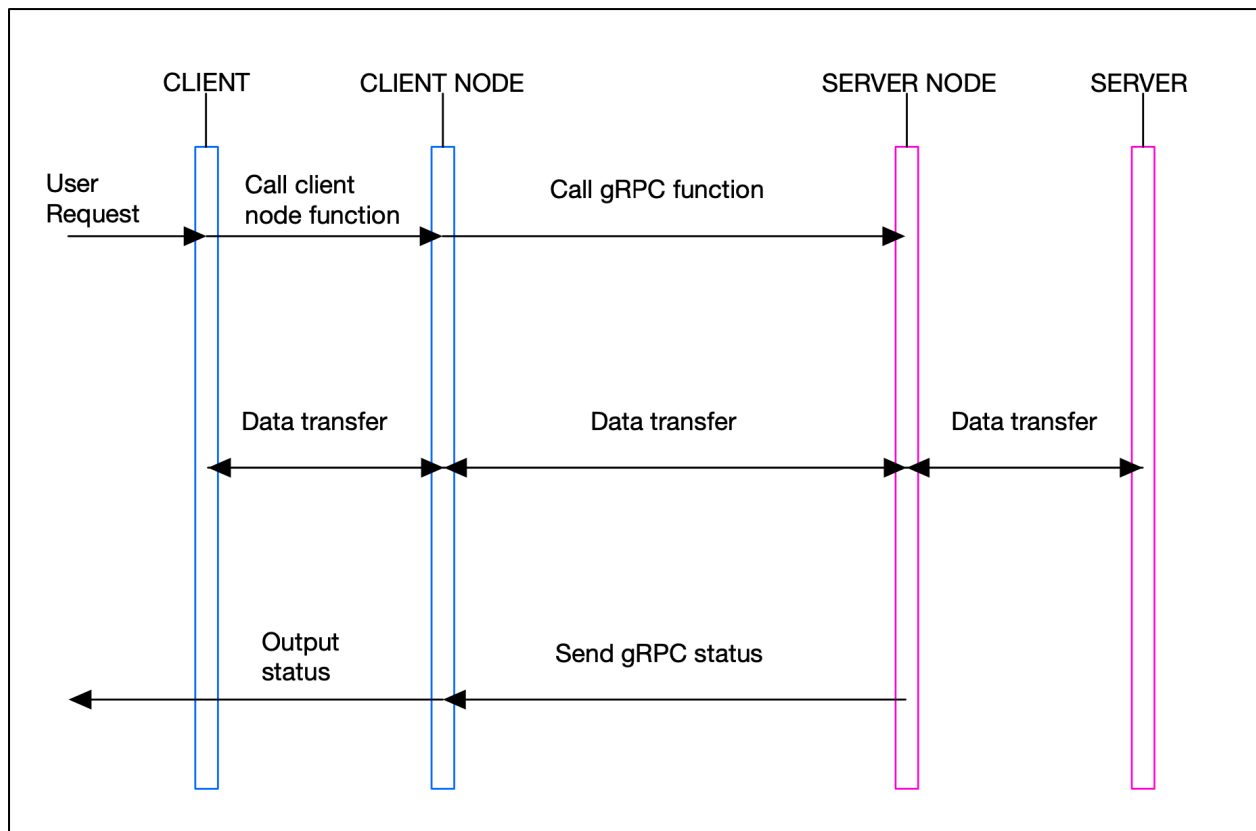 CLIENT
CLIENT NODE
SERVER NODE
SERVER
User
Request
Call client
node function
Call gRPC function
Data transfer
Data transfer
Data transfer
Output
status
Send gRPC status